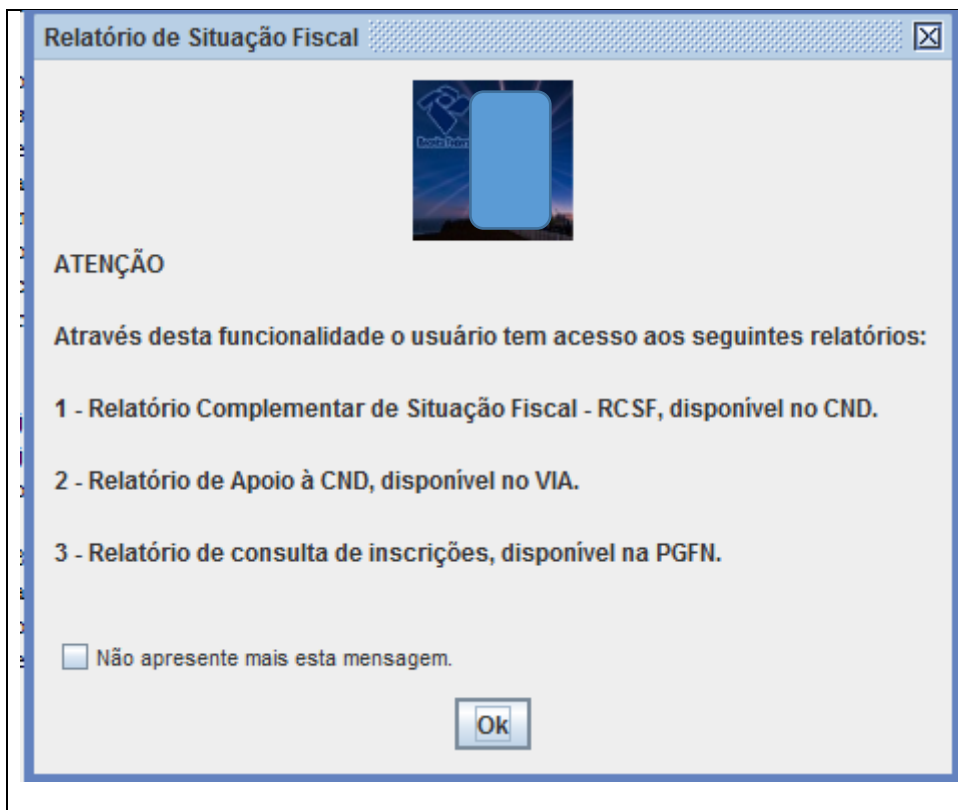 Relatório de Situação Fiscal
ATENÇÃO
Através desta funcionalidade o usuário tem acesso aos seguintes relatórios:
1 - Relatório Complementar de Situação Fiscal - RCSF, disponível no CND.
2 - Relatório de Apoio à CND, disponível no VIA.
3 - Relatório de consulta de inscrições, disponível na PGFN.
Não apresente mais esta mensagem.
Ok